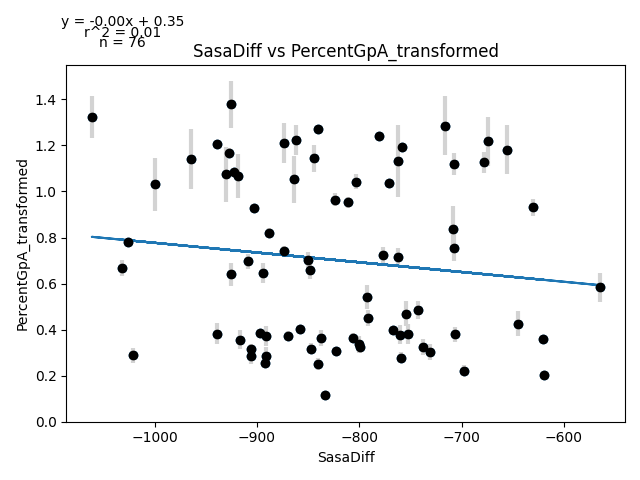 y = -0.00x + 0.35
r^2 = 0.01
n = 76
SasaDiff vs PercentGpA_transformed
PercentGpA_transformed
1.4
1.2
1.0
0.8
0.6
0.4
0.2
0.0
−1000 −900 −800 −700 −600
SasaDiff